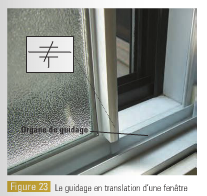 Organe de guidage
Figure 23 Le guidage en translation d'une fenêtre